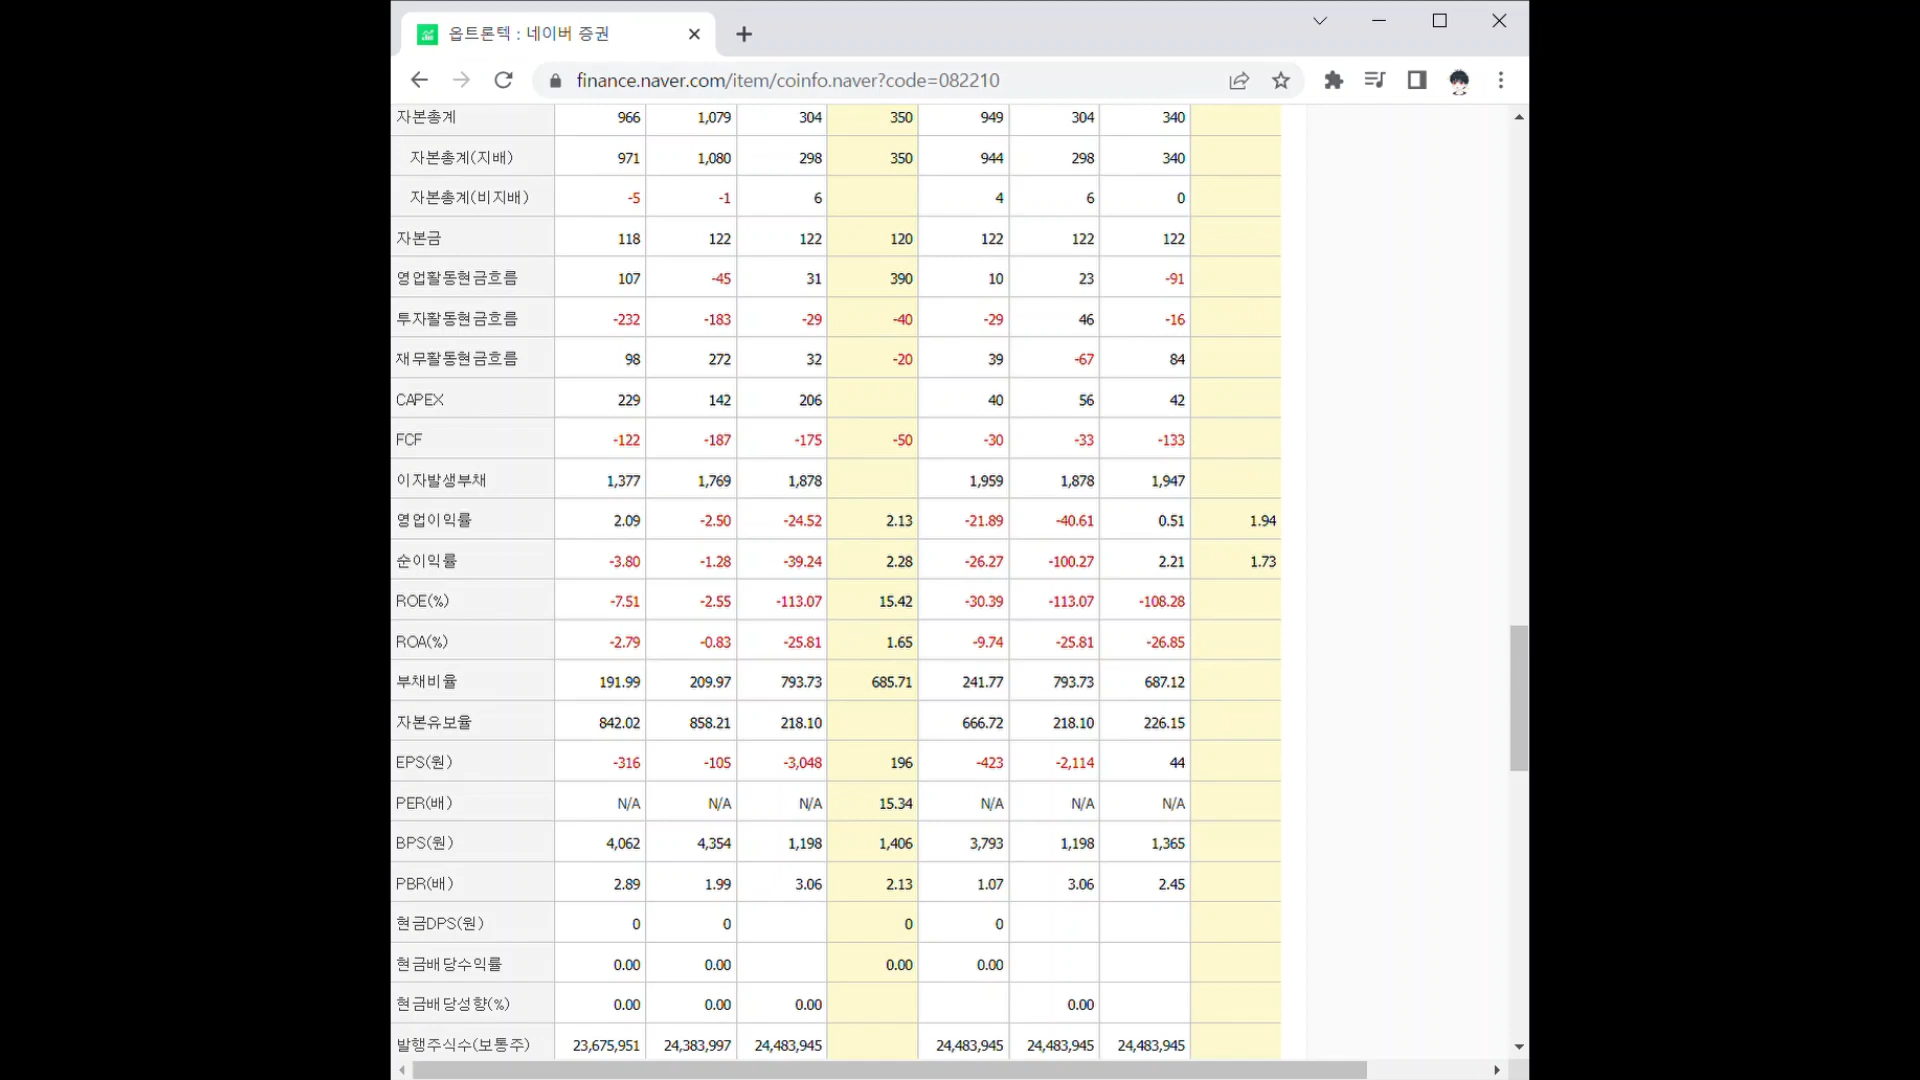 옵트론텍 : 네이버 증권
finance.naver.com/item/coinfo.naver?code=082210
자본총계 966 1,079 304 350 949 304 340
자본총계(지배) 971 1,080 298 350 944 298 340
자본총계(비지배) -5 -1 6 4 6 0
자본금 118 122 122 120 122 122 122
영업활동현금흐름 107 -45 31 390 10 23 -91
투자활동현금흐름 -232 -183 -29 -40 -29 46 -16
재무활동현금흐름 98 272 32 -20 39 -67 84
CAPEX 229 142 206 40 56 42
FCF -122 -187 -175 -50 -30 -33 -133
이자발생부채 1,377 1,769 1,878 1,959 1,878 1,947
영업이익률 2.09 -2.50 -24.52 2.13 -21.89 -40.61 0.51 1.94
순이익률 -3.80 -1.28 -39.24 2.28 -26.27 -100.27 2.21 1.73
ROE(%) -7.51 -2.55 -113.07 15.42 -30.39 -113.07 -108.28
ROA(%) -2.79 -0.83 -25.81 1.65 -9.74 -25.81 -26.85
부채비율 191.99 209.97 793.73 685.71 241.77 793.73 687.12
자본유보율 842.02 858.21 218.10 666.72 218.10 226.15
EPS(원) -316 -105 -3,048 196 -423 -2,114 44
PER(배) N/A N/A N/A 15.34 N/A N/A N/A
BPS(원) 4,062 4,354 1,198 1,406 3,793 1,198 1,365
PBR(배) 2.89 1.99 3.06 2.13 1.07 3.06 2.45
현금DPS(원) 0 0 0 0
현금배당수익률 0.00 0.00 0.00 0.00
현금배당성향(%) 0.00 0.00 0.00 0.00
발행주식수(보통주) 23,675,951 24,383,997 24,483,945 24,483,945 24,483,945 24,483,945